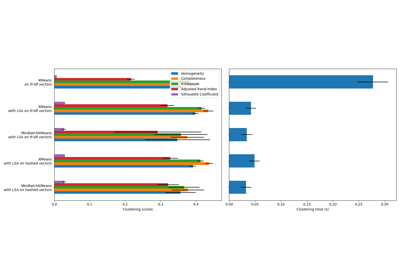 Homogeneity
Completeness
V-measure
Adjusted Rand-Index
Silhouette Coefficient
KMeans
on tf-idf vectors
KMeans
with LSA on tf-idf vectors
MiniBatchKMeans
with LSA on tf-idf vectors
KMeans
with LSA on hashed vectors
MiniBatchKMeans
with LSA on hashed vectors
0.0 0.1 0.2 0.3 0.4
Clustering scores
0.00 0.05 0.10 0.15 0.20 0.25 0.30
Clustering time (s)